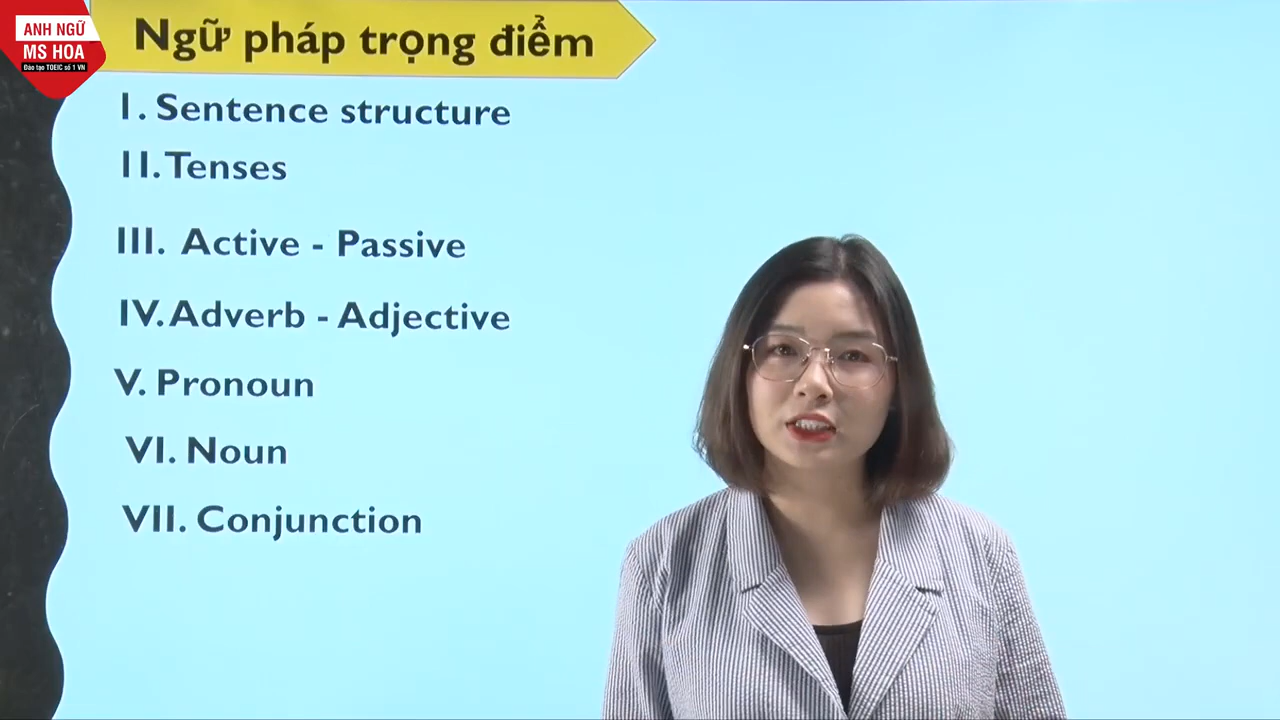 ANH NGỮ
MS HOA
Đào tạo TOEIC số 1 VN
Ngữ pháp trọng điểm
I. Sentence structure
II. Tenses
III. Active - Passive
IV. Adverb - Adjective
V. Pronoun
VI. Noun
VII. Conjunction